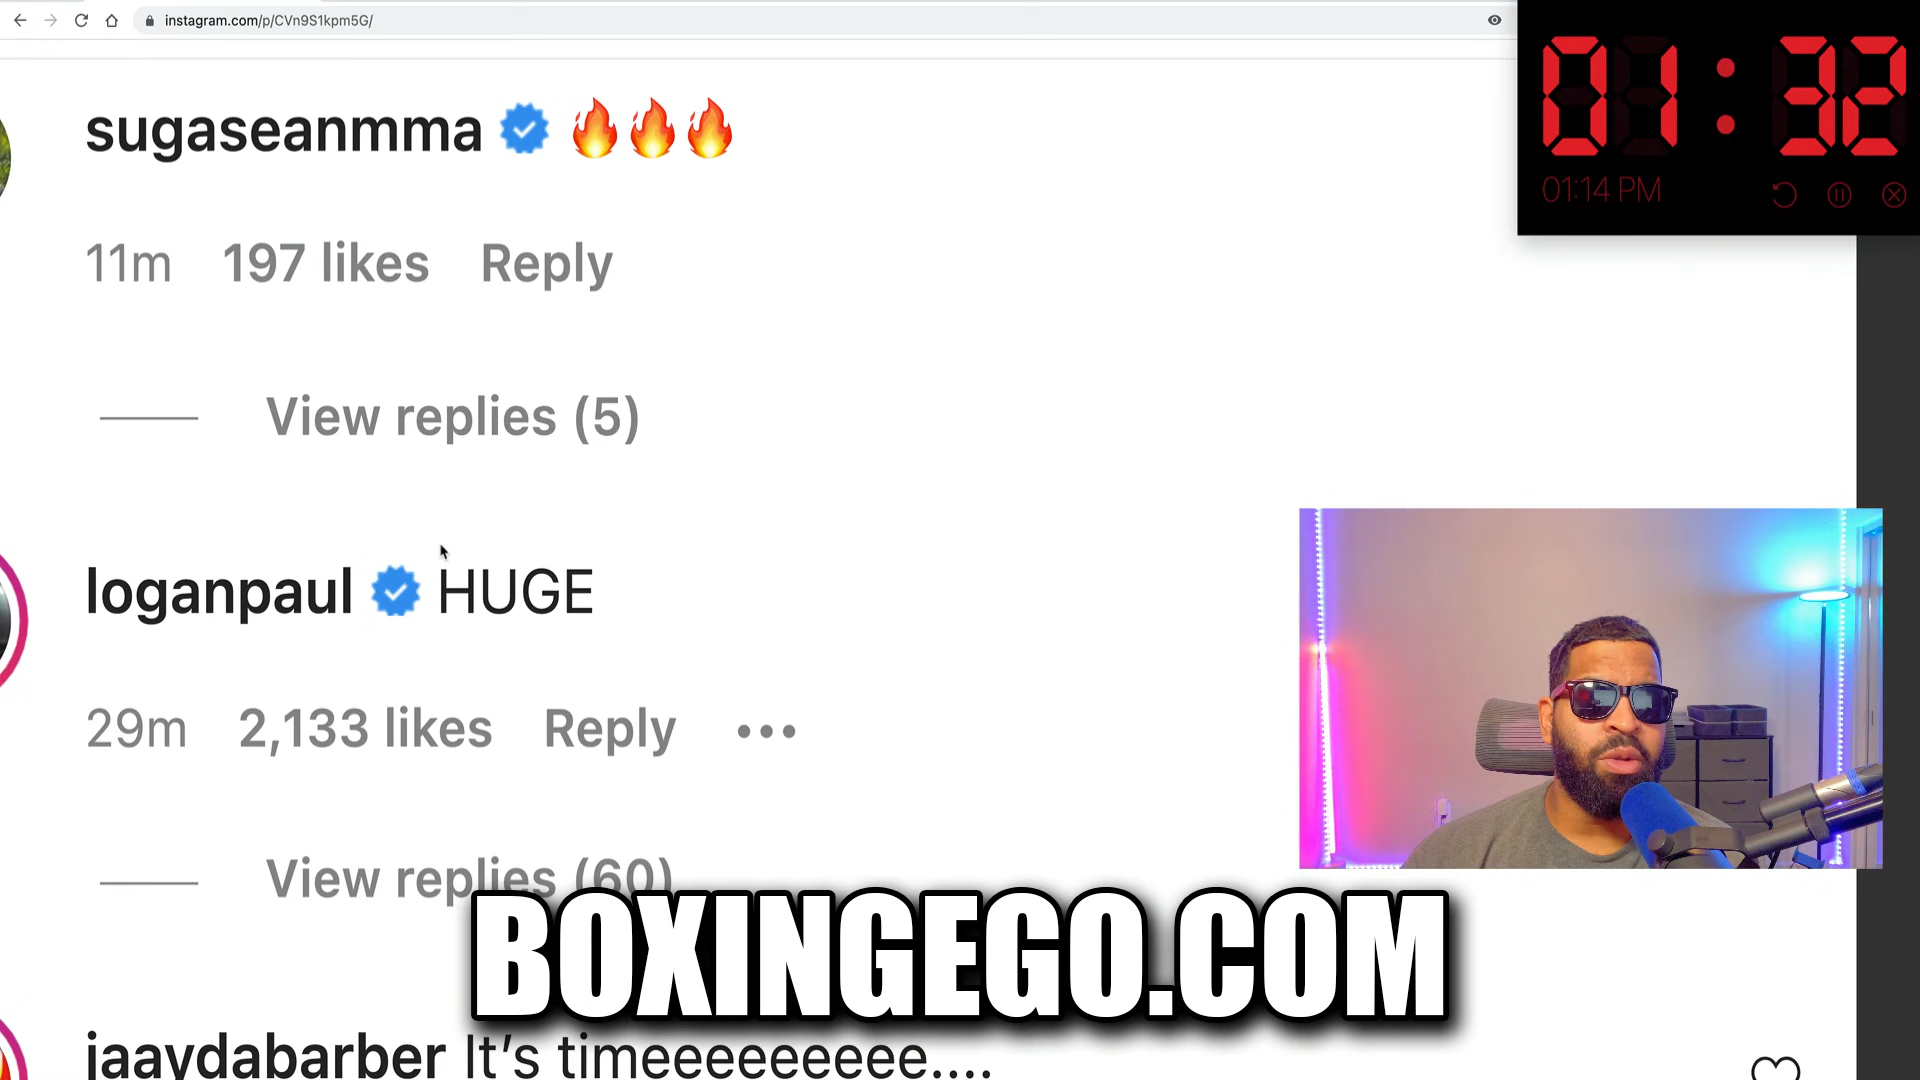 instagram.com/p/CVn9S1kpm5G/
01:32
01:14 PM
sugaseanmma 🔥🔥🔥
11m 197 likes Reply
View replies (5)
loganpaul HUGE
29m 2,133 likes Reply •••
View replies (60)
BOXINGEGO.COM
jaaydabarber It's timeeeeeeeee....